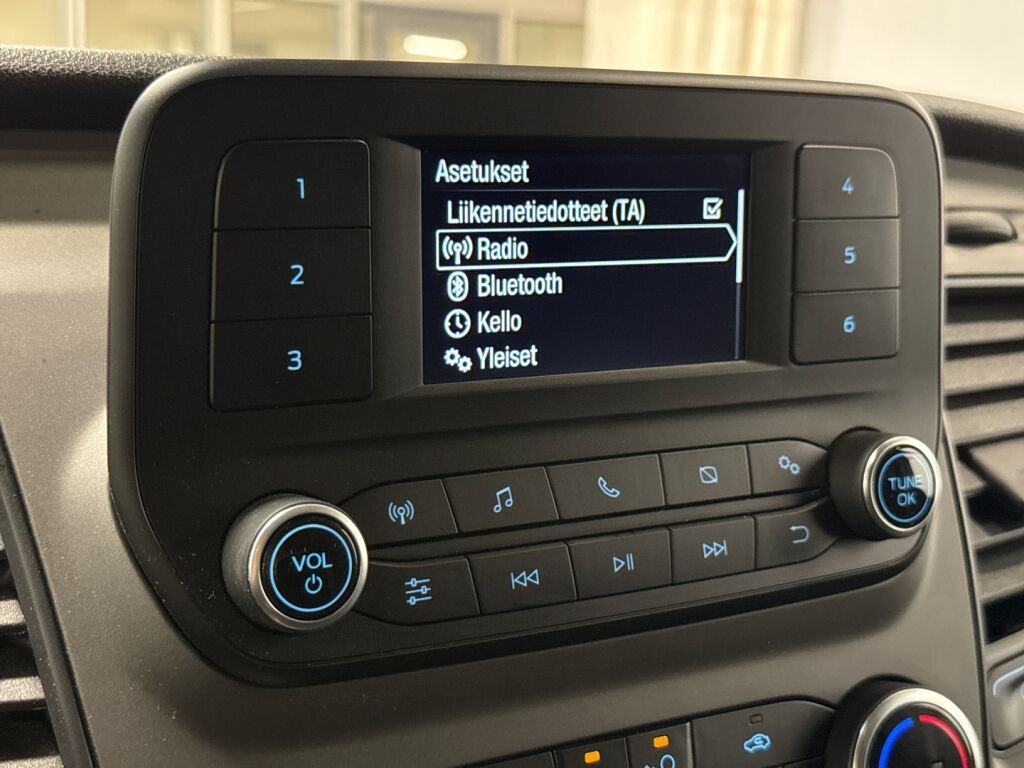 1
2
3
Asetukset
Liikennetiedotteet (TA)
Radio
Bluetooth
Kello
Yleiset
4
5
6
VOL
TUNE
OK